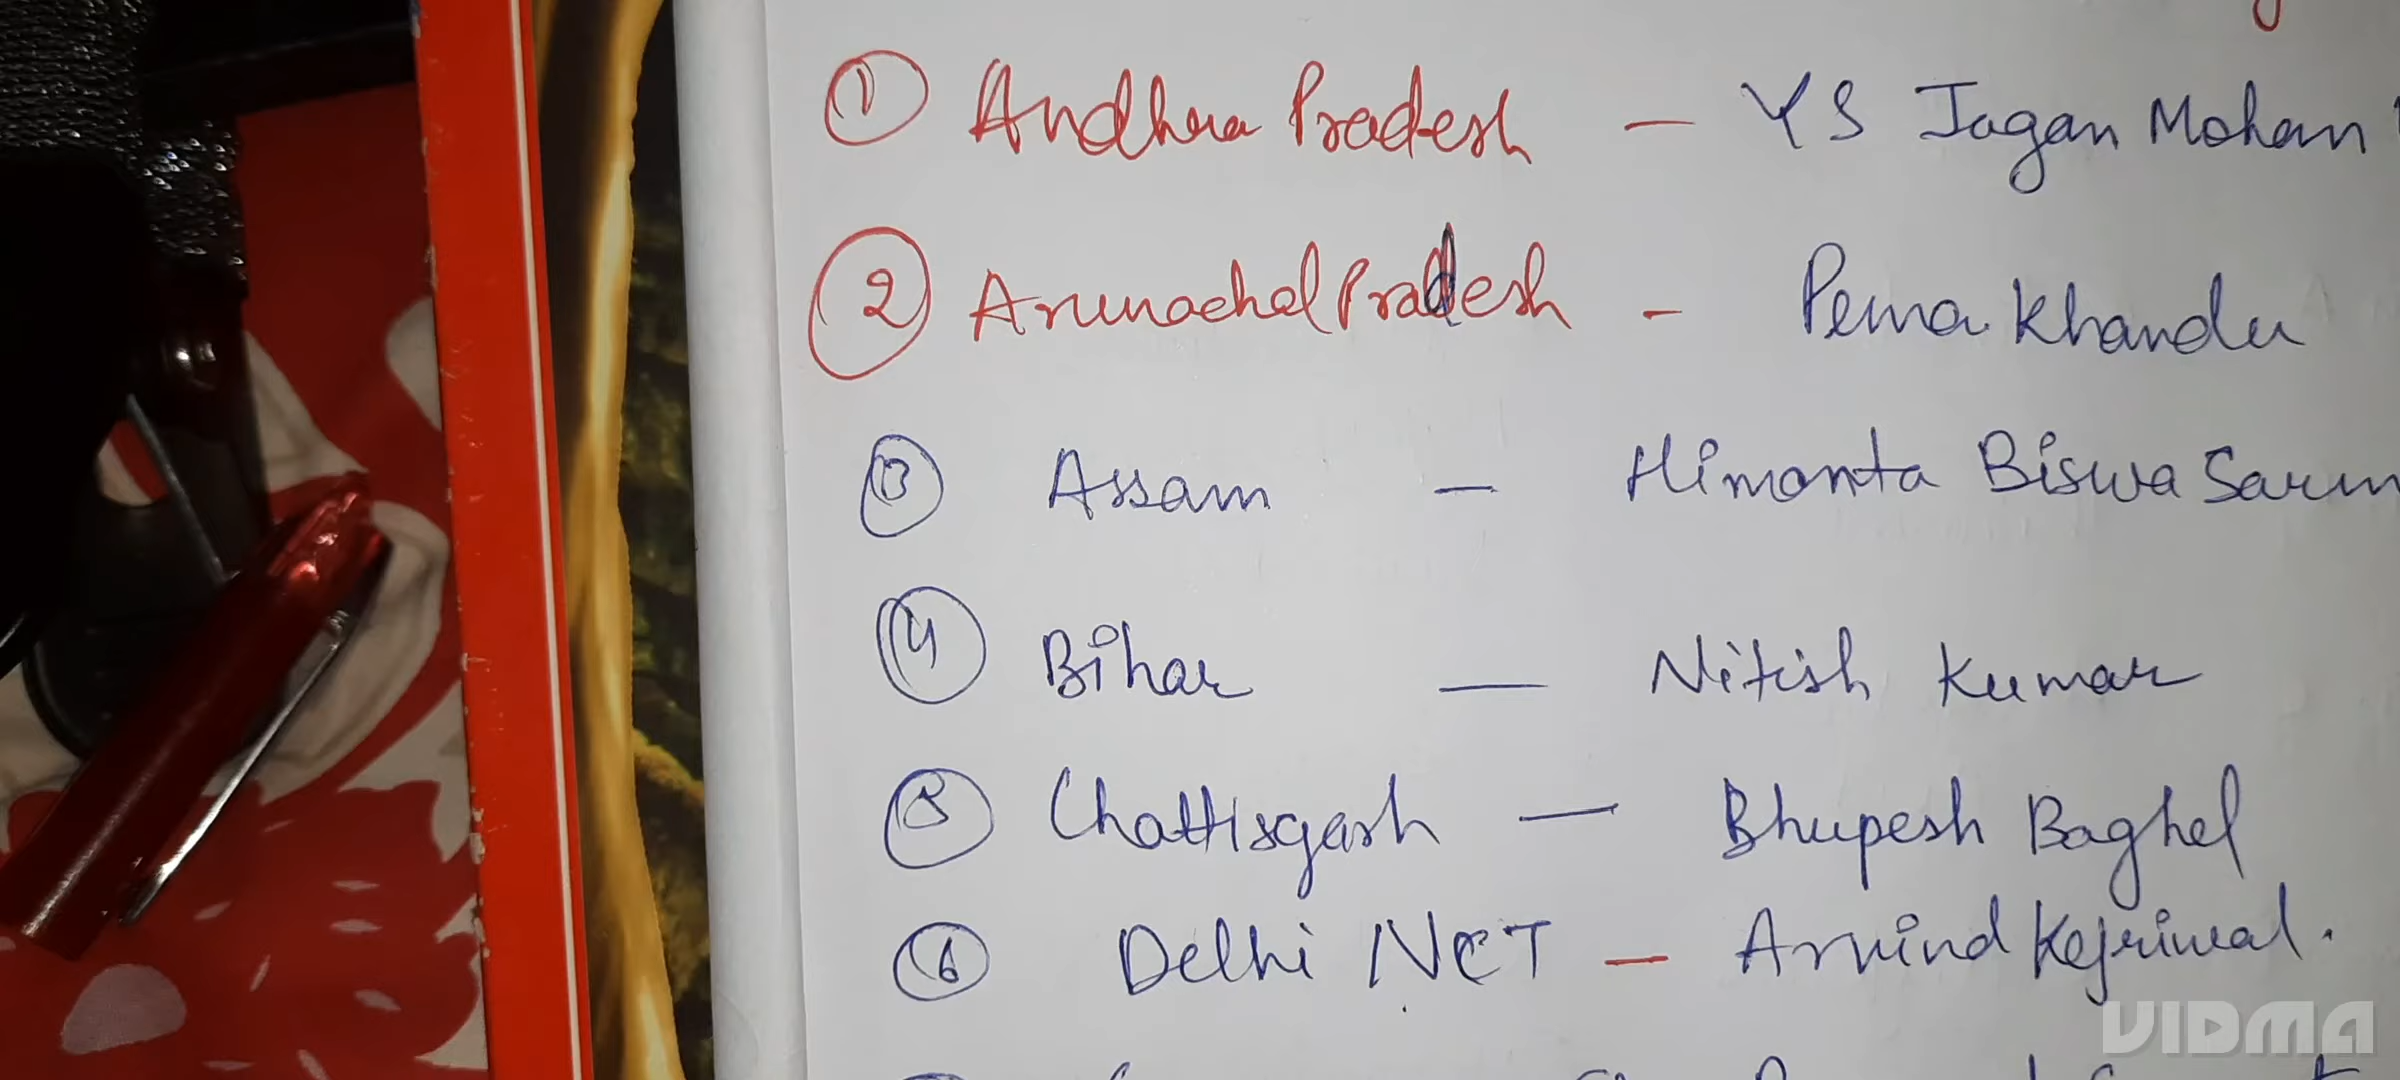 ① Andhra Pradesh - YS Jagan Mohan
② Arunachal Pradesh - Pema Khandu
③ Assam - Himanta Biswa Sarm
④ Bihar - Nitish Kumar
⑤ Chattisgarh - Bhupesh Baghel
⑥ Delhi NCT - Arvind Kejriwal.
VIDMA